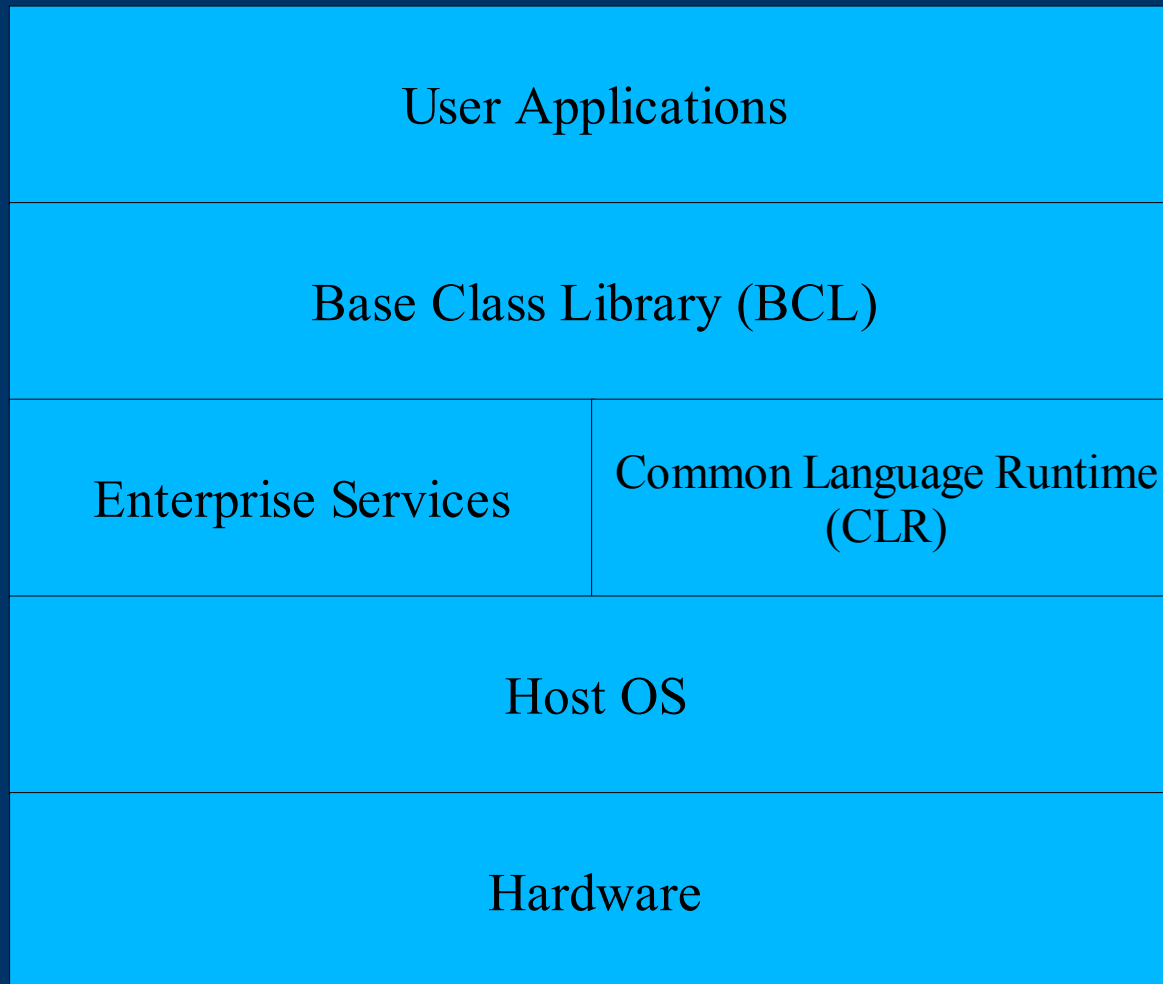 User Applications
Base Class Library (BCL)
Enterprise Services
Common Language Runtime
(CLR)
Host OS
Hardware